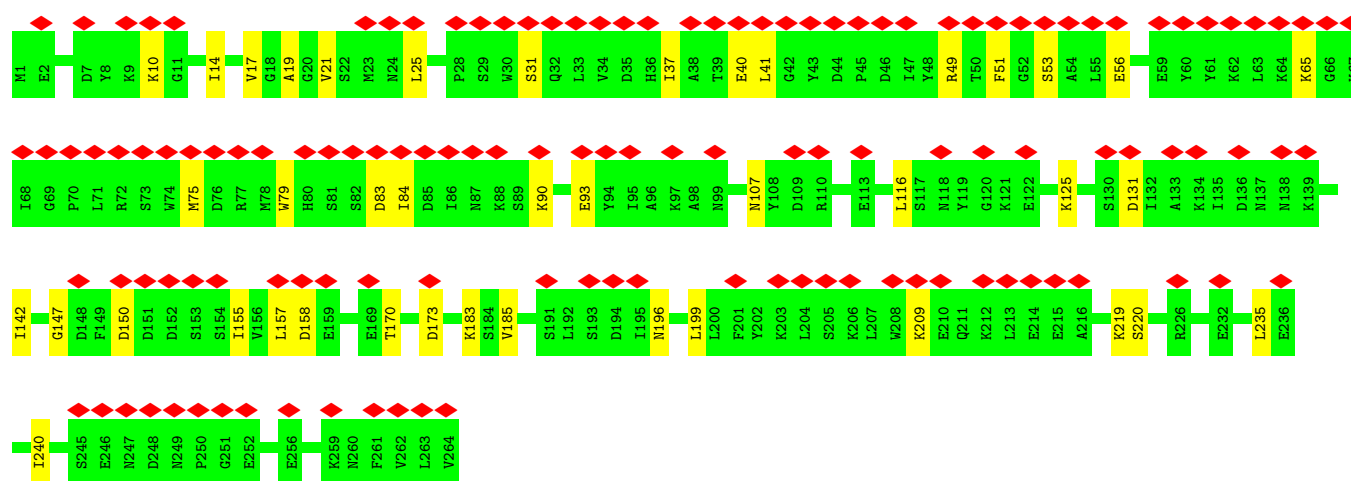 M1 E2 D7 Y8 K9 K10 G11 I14 V17 G18 A19 G20 V21 S22 M23 N24 L25 P28 S29 W30 S31 Q32 L33 V34 D35 H36 I37 A38 T39 E40 L41 G42 Y43 D44 P45 D46 I47 Y48 R49 T50 F51 G52 S53 A54 L55 E56 E59 Y60 Y61 K62 L63 K64 K65 G66
I68 G69 P70 L71 R72 S73 W74 M75 D76 R77 M78 W79 H80 S81 S82 D83 I84 D85 I86 N87 K88 S89 K90 E93 Y94 I95 A96 K97 A98 N99 N107 Y108 D109 R110 E113 L116 S117 N118 Y119 G120 K121 E122 K125 S130 D131 I132 A133 K134 I135 D136 N137 N138 K139
I142 G147 D148 F149 D150 D151 D152 S153 S154 I155 V156 L157 D158 E159 E169 T170 D173 K183 S184 V185 S191 L192 S193 D194 I195 N196 L199 L200 F201 Y202 K203 L204 S205 K206 L207 W208 K209 E210 Q211 K212 L213 E214 E215 A216 K219 S220 R226 E232 L235 E236
I240 S245 E246 N247 D248 N249 P250 G251 E252 E256 K259 N260 F261 V262 L263 V264